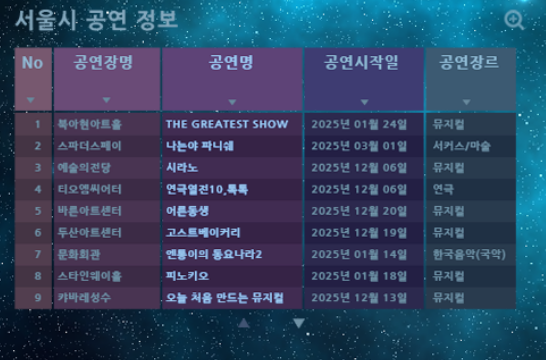 서울시 공연 정보
No 공연장명 공연명 공연시작일 공연장르
1 북아현아트홀 THE GREATEST SHOW 2025년 01월 24일 뮤지컬
2 스파더스페이 나는야 파니쉐 2025년 03월 01일 서커스/마술
3 예술의전당 시라노 2025년 12월 06일 뮤지컬
4 티오엠씨어터 연극열전10,톡톡 2025년 12월 06일 연극
5 바른아트센터 어른동생 2025년 12월 20일 뮤지컬
6 두산아트센터 고스트베이커리 2025년 12월 19일 뮤지컬
7 문화회관 맨통이의 동요나라2 2025년 01월 14일 한국음악(국악)
8 스타인웨이홀 피노키오 2025년 01월 18일 뮤지컬
9 캬바레성수 오늘 처음 만드는 뮤지컬 2025년 12월 13일 뮤지컬